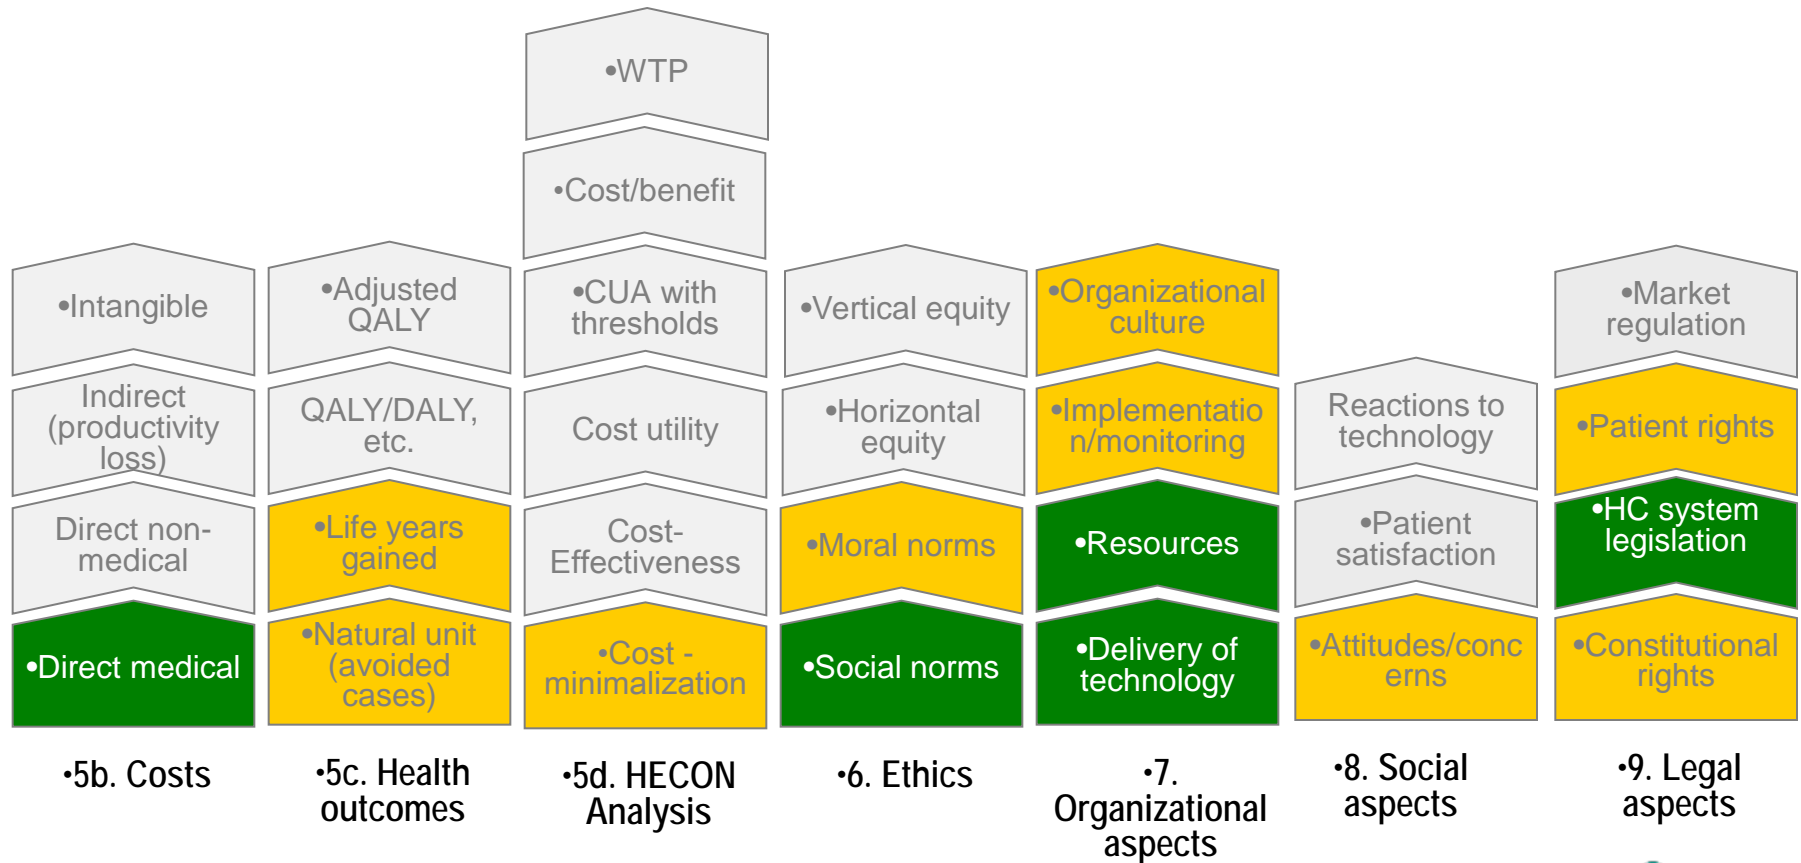 •WTP
•Cost/benefit
•Intangible
•Adjusted
QALY
•CUA with
thresholds
•Vertical equity
•Organizational
culture
•Market
regulation
Indirect
(productivity
loss)
QALY/DALY,
etc.
Cost utility
•Horizontal
equity
•Implementatio
n/monitoring
Reactions to
technology
•Patient rights
Direct non-
medical
•Life years
gained
Cost-
Effectiveness
•Moral norms
•Resources
•Patient
satisfaction
•HC system
legislation
•Direct medical
•Natural unit
(avoided
cases)
•Cost -
minimalization
•Social norms
•Delivery of
technology
•Attitudes/conc
erns
•Constitutional
rights
•5b. Costs
•5c. Health
outcomes
•5d. HECON
Analysis
•6. Ethics
•7.
Organizational
aspects
•8. Social
aspects
•9. Legal
aspects